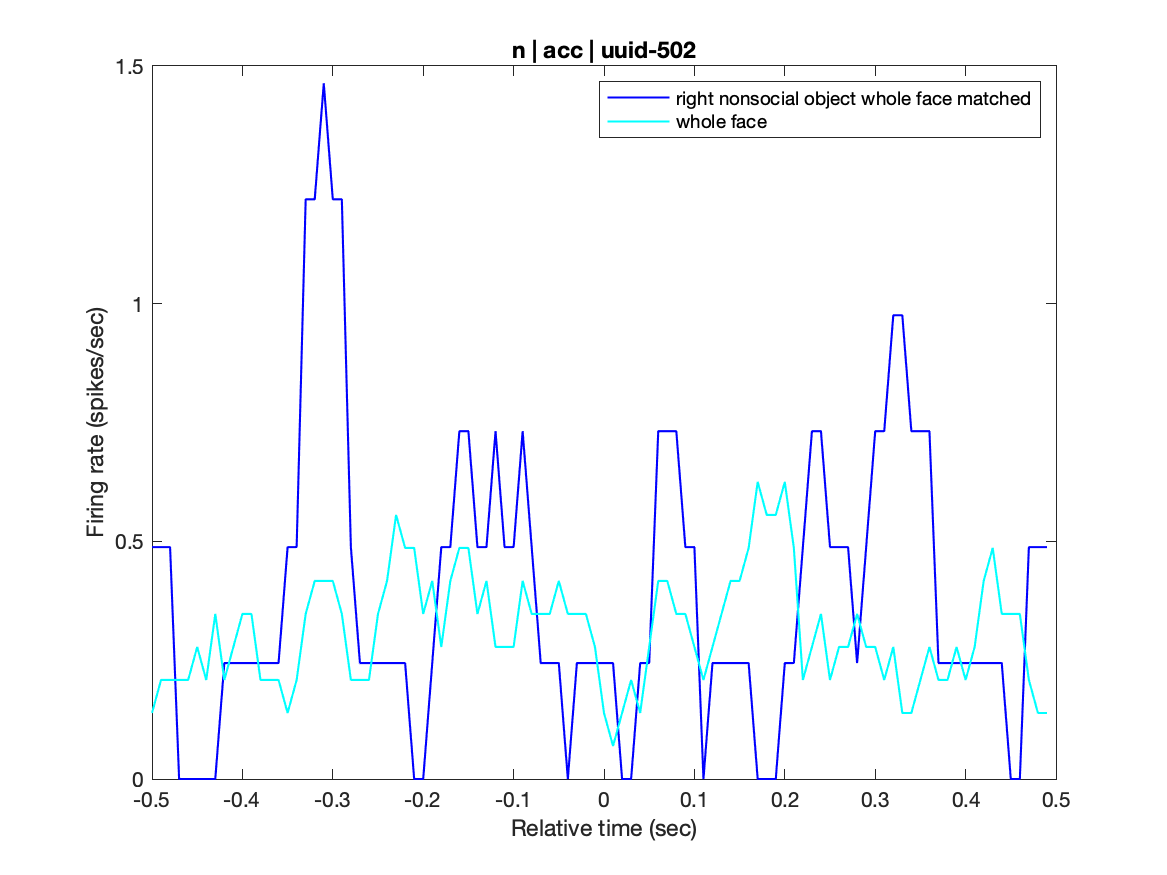 n | acc | uuid-502
right nonsocial object whole face matched
whole face
Firing rate (spikes/sec)
1.5
1
0.5
0
-0.5 -0.4 -0.3 -0.2 -0.1 0 0.1 0.2 0.3 0.4 0.5
Relative time (sec)